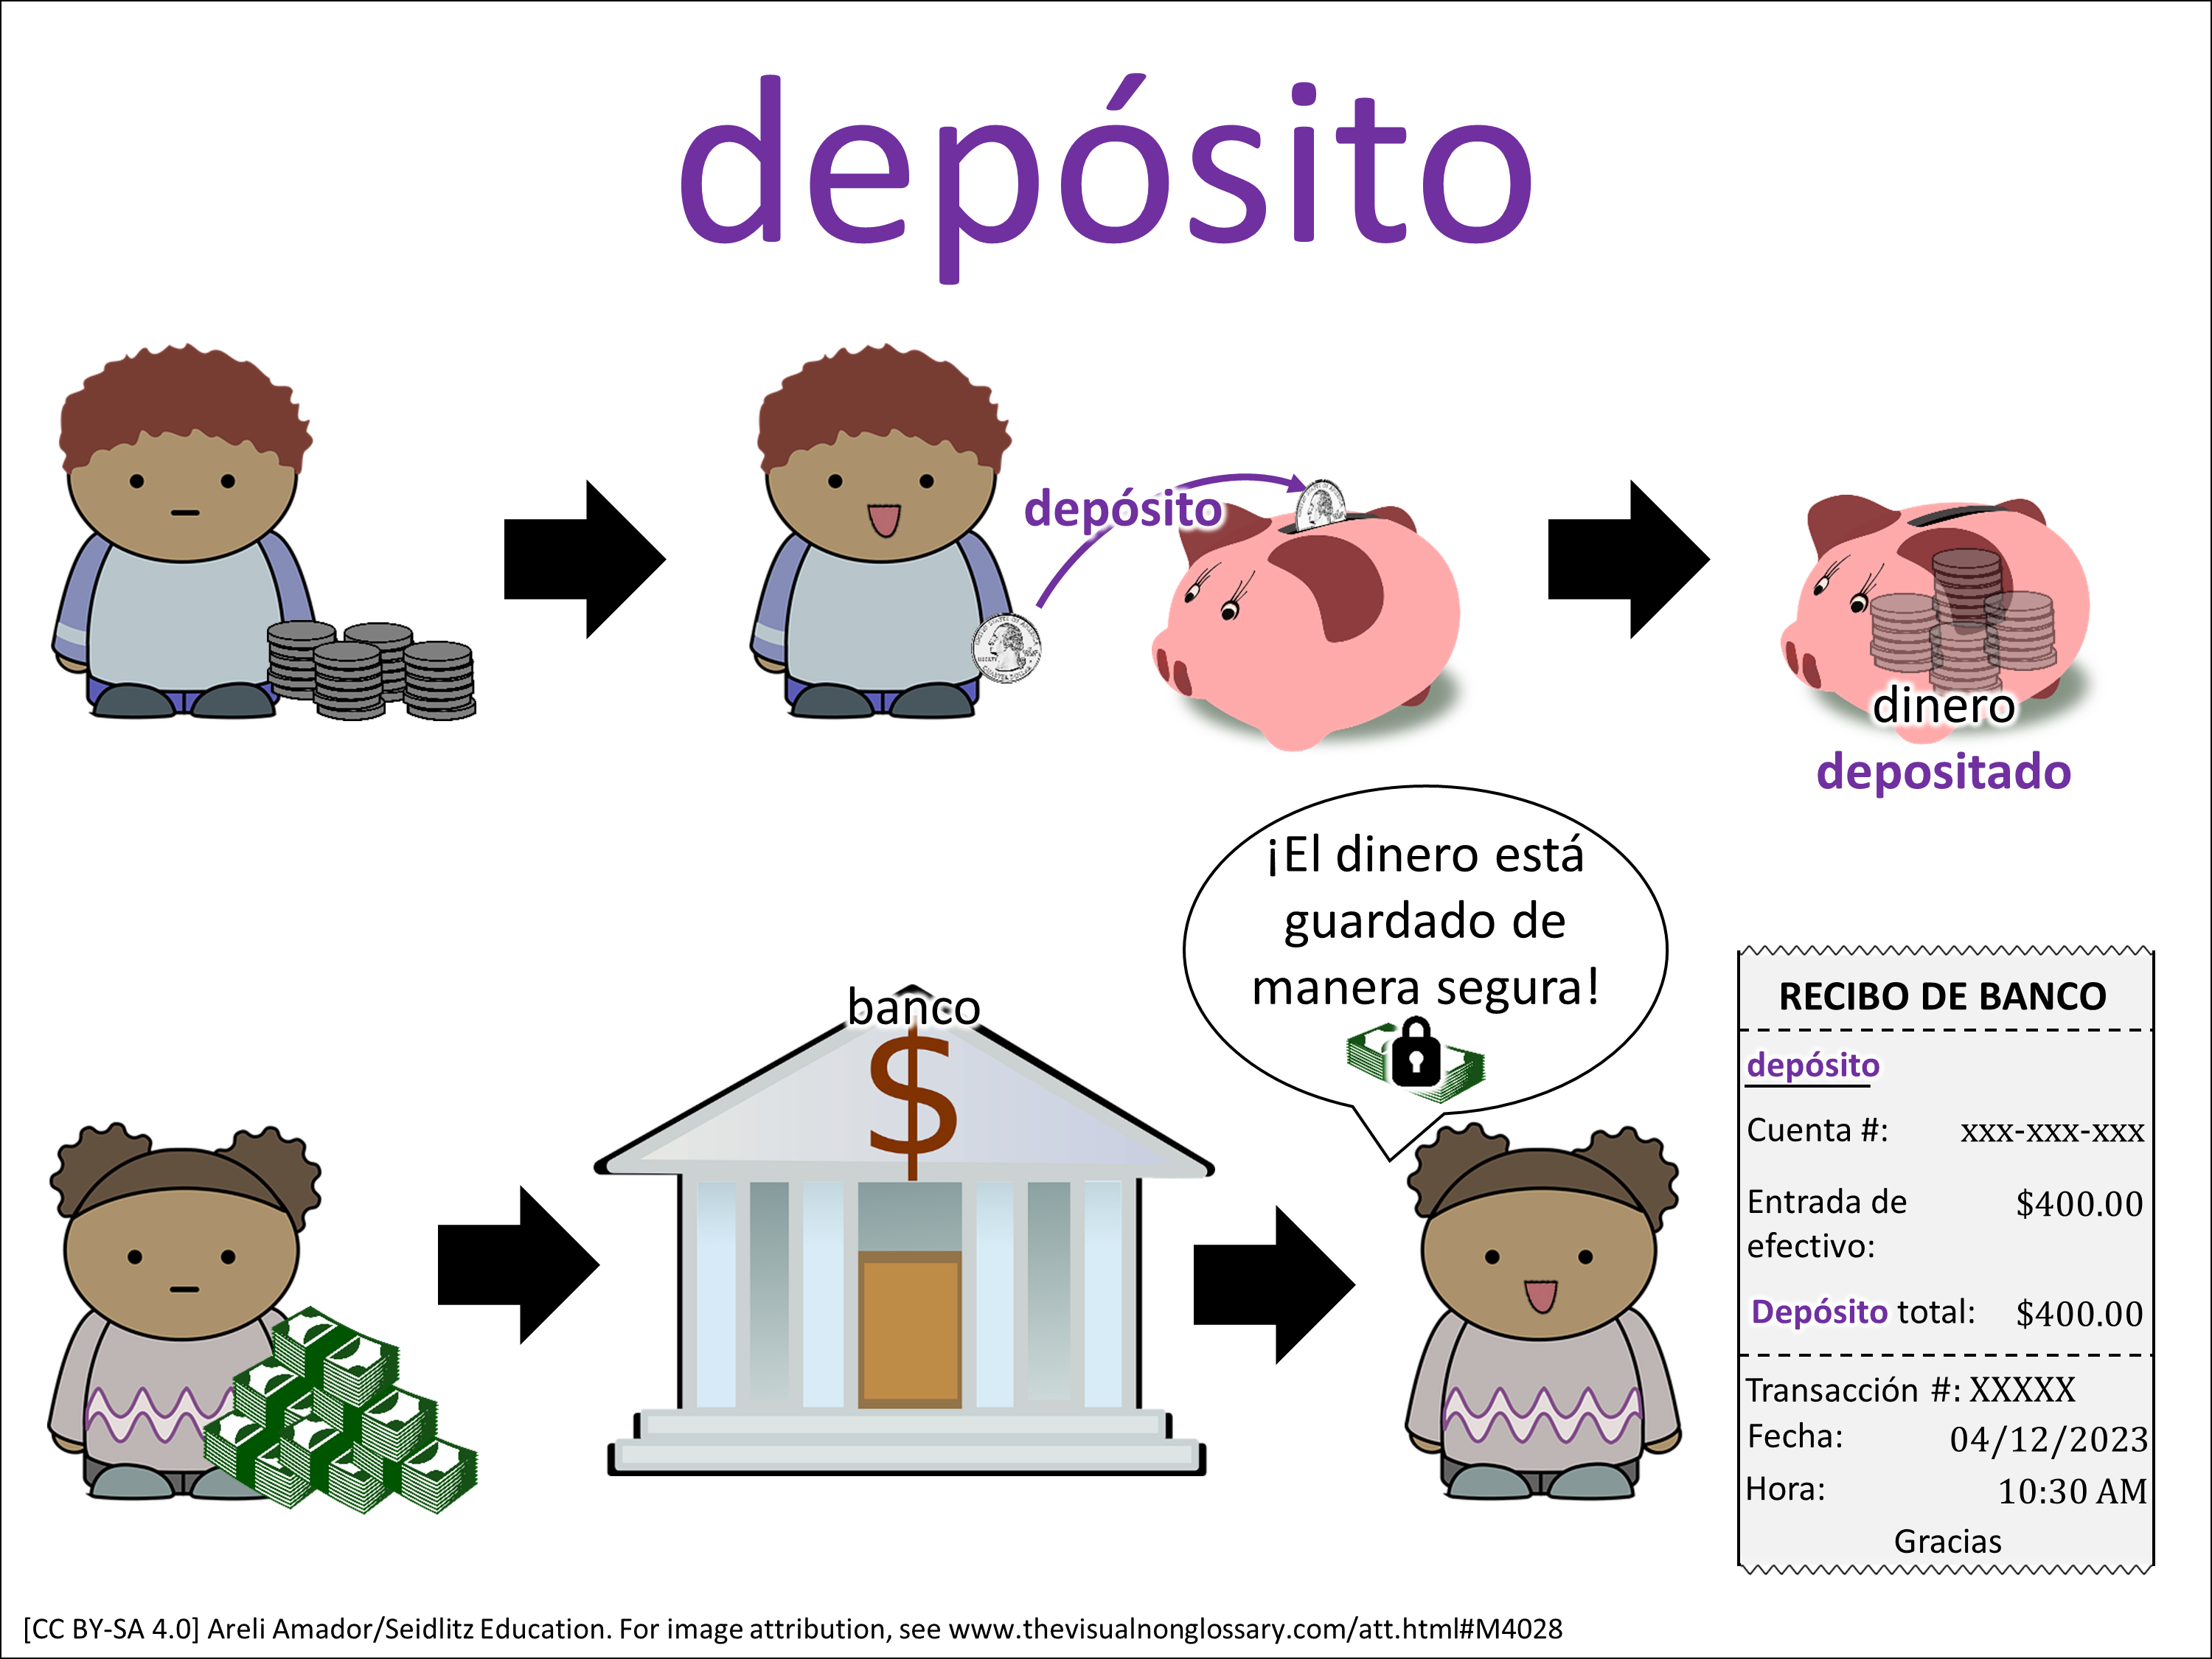 depósito
depósito
dinero
depositado
¡El dinero está
guardado de
manera segura!
banco
$
RECIBO DE BANCO
depósito
Cuenta #: xxx-xxx-xxx
Entrada de $400.00
efectivo:
Depósito total: $400.00
Transacción #: XXXXX
Fecha: 04/12/2023
Hora: 10:30 AM
Gracias
[CC BY-SA 4.0] Areli Amador/Seidlitz Education. For image attribution, see www.thevisualnonglossary.com/att.html#M4028